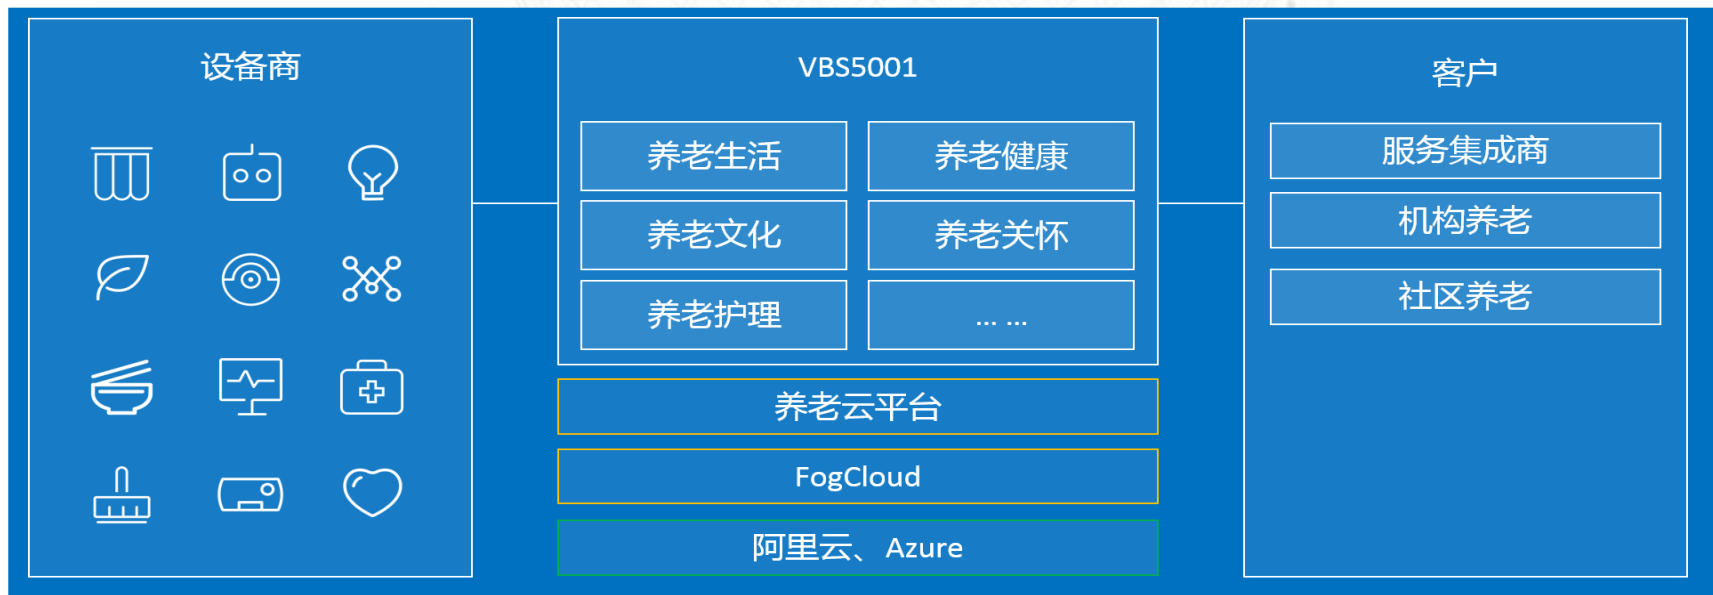 设备商
VBS5001
养老生活
养老健康
养老文化
养老关怀
养老护理
... ...
养老云平台
FogCloud
阿里云、Azure
客户
服务集成商
机构养老
社区养老